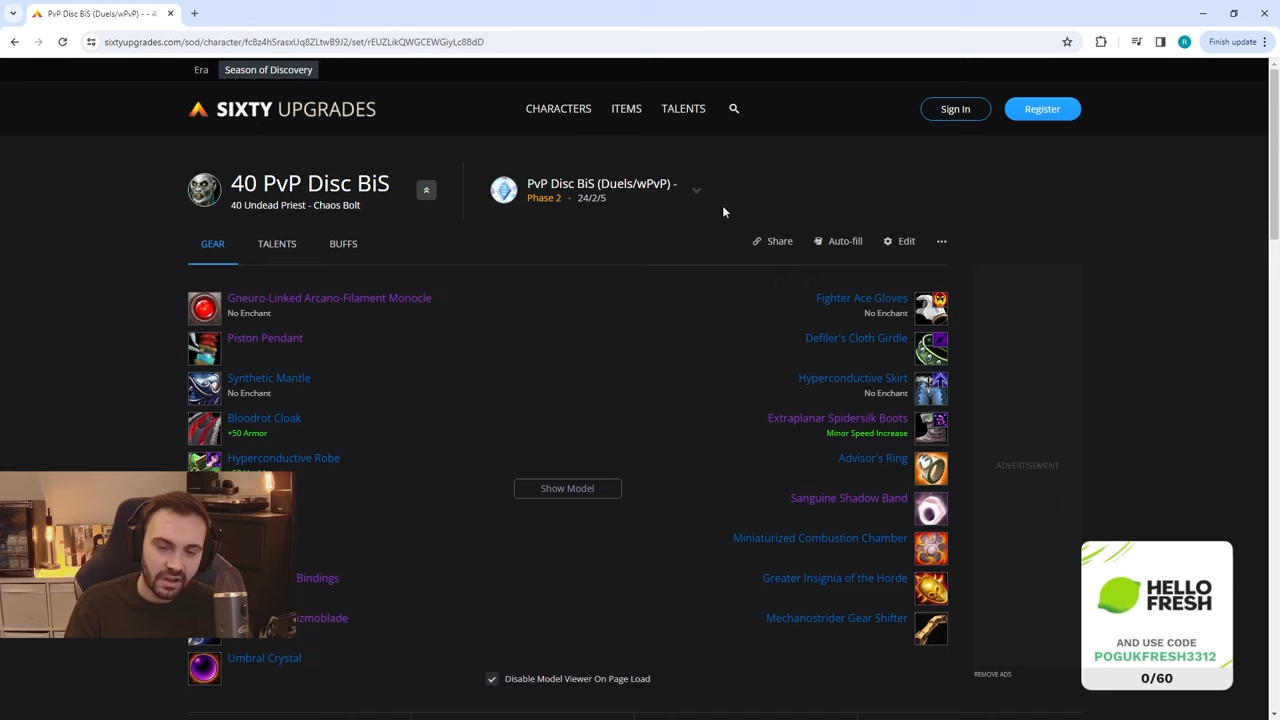 PvP Disc BiS (Duels/wPvP) - - 40
Finish update
sixtyupgrades.com/sod/character/fc8z4hSrasxUq8ZLtwB9J2/set/rEUZLikQWGCEWGiyLc88dD
R
Era
Season of Discovery
SIXTY UPGRADES
CHARACTERS
ITEMS
TALENTS
Sign In
Register
40 PvP Disc BiS
40 Undead Priest - Chaos Bolt
PvP Disc BiS (Duels/wPvP) -
Phase 2 • 24/2/5
GEAR
TALENTS
BUFFS
Share
Auto-fill
Edit
Gneuro-Linked Arcano-Filament Monocle
No Enchant
Piston Pendant
Synthetic Mantle
No Enchant
Bloodrot Cloak
+50 Armor
Hyperconductive Robe
Bindings
izmoblade
Umbral Crystal
Show Model
Disable Model Viewer On Page Load
Fighter Ace Gloves
No Enchant
Defiler's Cloth Girdle
Hyperconductive Skirt
No Enchant
Extraplanar Spidersilk Boots
Minor Speed Increase
Advisor's Ring
Sanguine Shadow Band
Miniaturized Combustion Chamber
Greater Insignia of the Horde
Mechanostrider Gear Shifter
ADVERTISEMENT
REMOVE ADS
HELLO
FRESH
AND USE CODE
POGUKFRESH3312
0/60